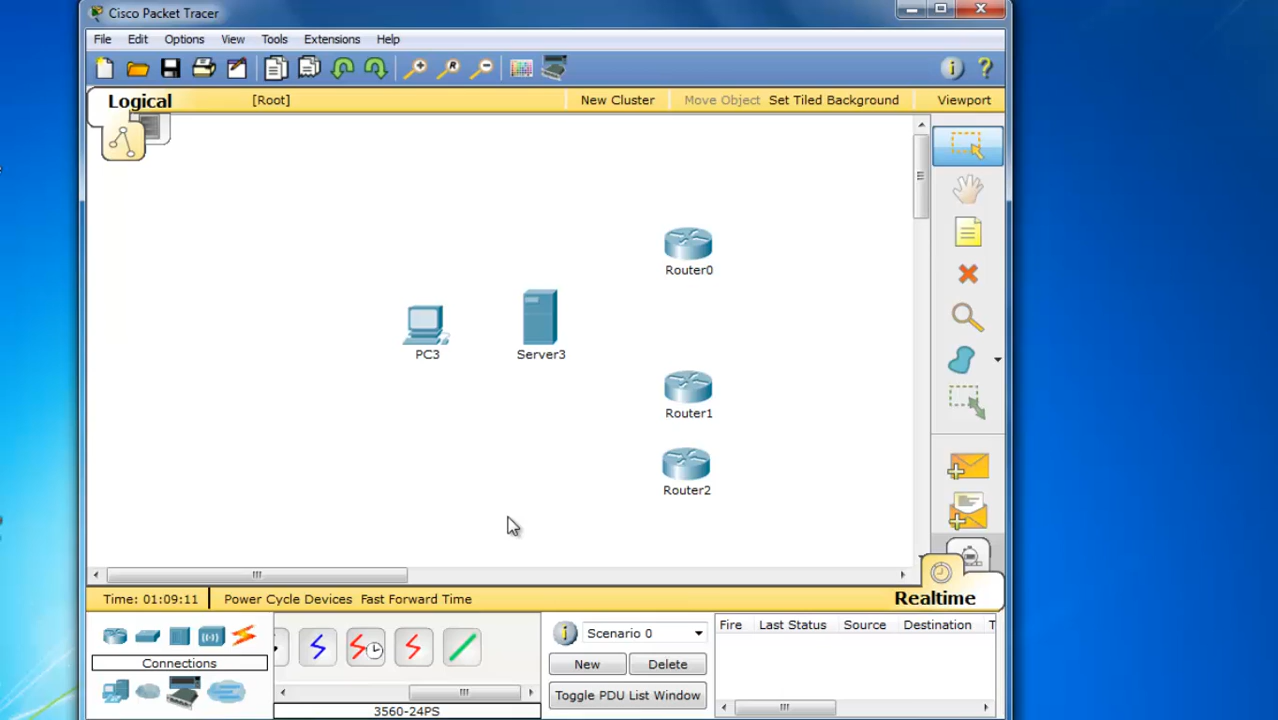 Cisco Packet Tracer
File Edit Options View Tools Extensions Help
Logical [Root] New Cluster Move Object Set Tiled Background Viewport
Router0
PC3
Server3
Router1
Router2
Time: 01:09:11 Power Cycle Devices Fast Forward Time Realtime
Connections
3560-24PS
Scenario 0
New Delete
Toggle PDU List Window
Fire Last Status Source Destination T